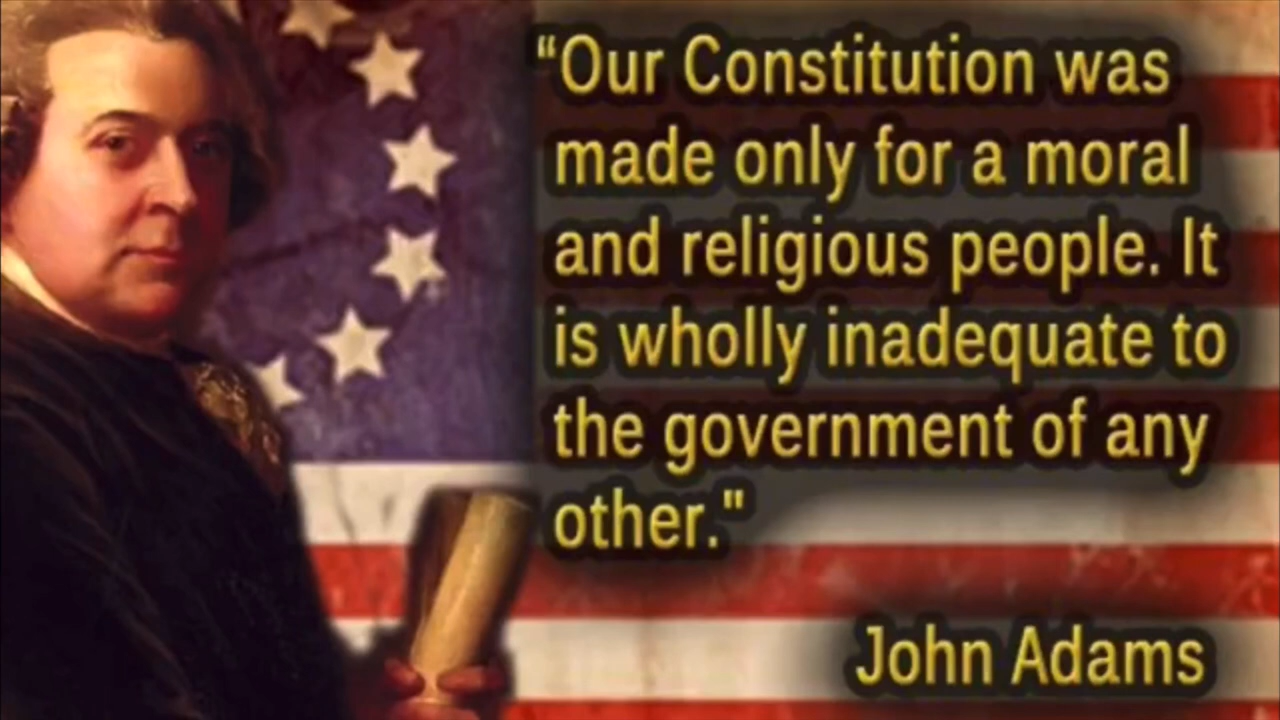 “Our Constitution was
made only for a moral
and religious people. It
is wholly inadequate to
the government of any
other."
John Adams